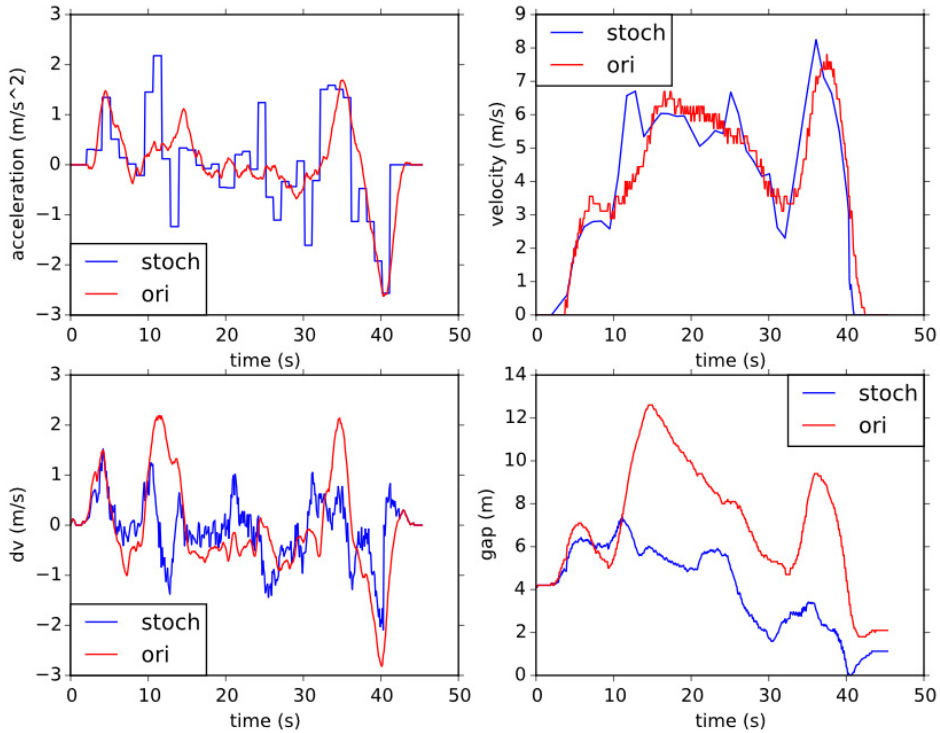 3
2
1
0
−1
−2
−3
acceleration (m/s^2)
stoch
ori
0 10 20 30 40 50
time (s)
9
8
7
6
5
4
3
2
1
0
velocity (m/s)
stoch
ori
0 10 20 30 40 50
time (s)
3
2
1
0
−1
−2
−3
dv (m/s)
stoch
ori
0 10 20 30 40 50
time (s)
14
12
10
8
6
4
2
0
gap (m)
stoch
ori
0 10 20 30 40 50
time (s)